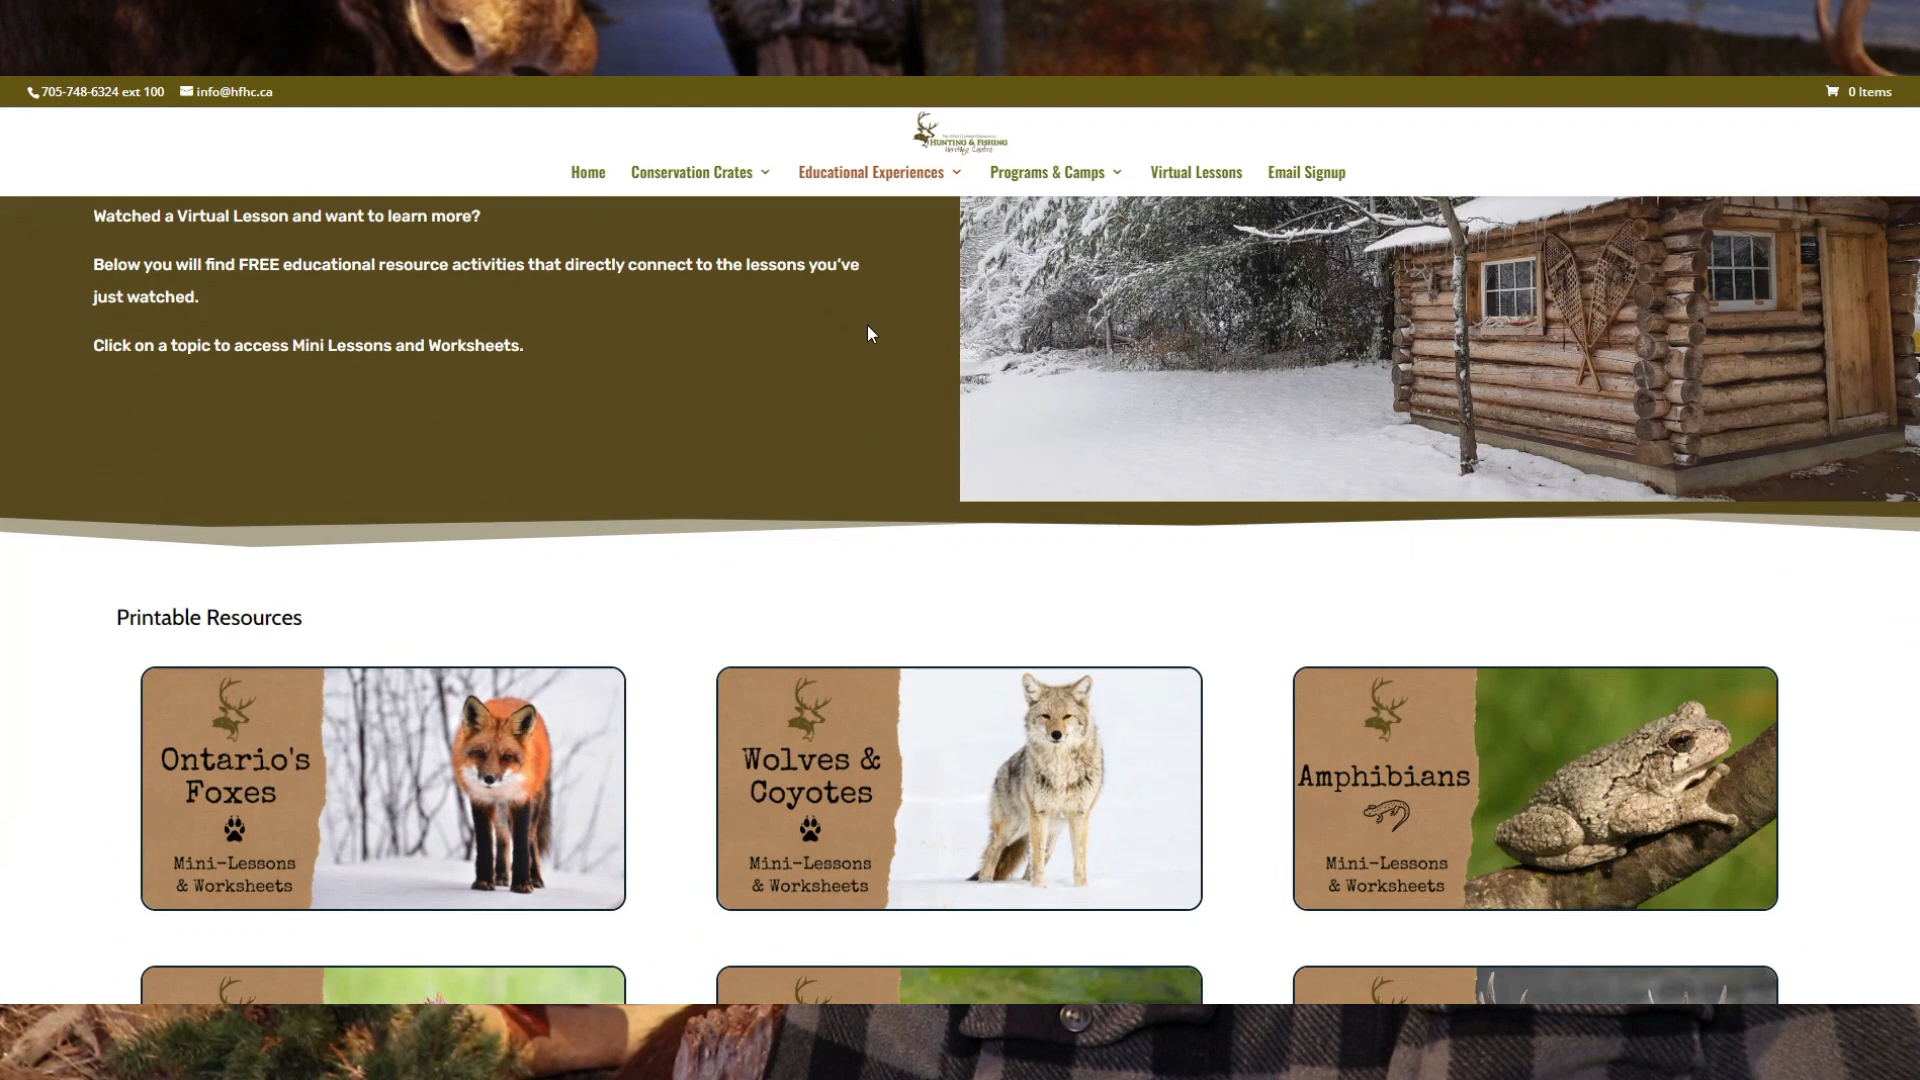 705-748-6324 ext 100 info@hfhc.ca 0 Items
HUNTING & FISHING
Heritage Centre
Home Conservation Crates Educational Experiences Programs & Camps Virtual Lessons Email Signup
Watched a Virtual Lesson and want to learn more?
Below you will find FREE educational resource activities that directly connect to the lessons you've
just watched.
Click on a topic to access Mini Lessons and Worksheets.
Printable Resources
Ontario's
Foxes
Mini-Lessons
& Worksheets
Wolves &
Coyotes
Mini-Lessons
& Worksheets
Amphibians
Mini-Lessons
& Worksheets